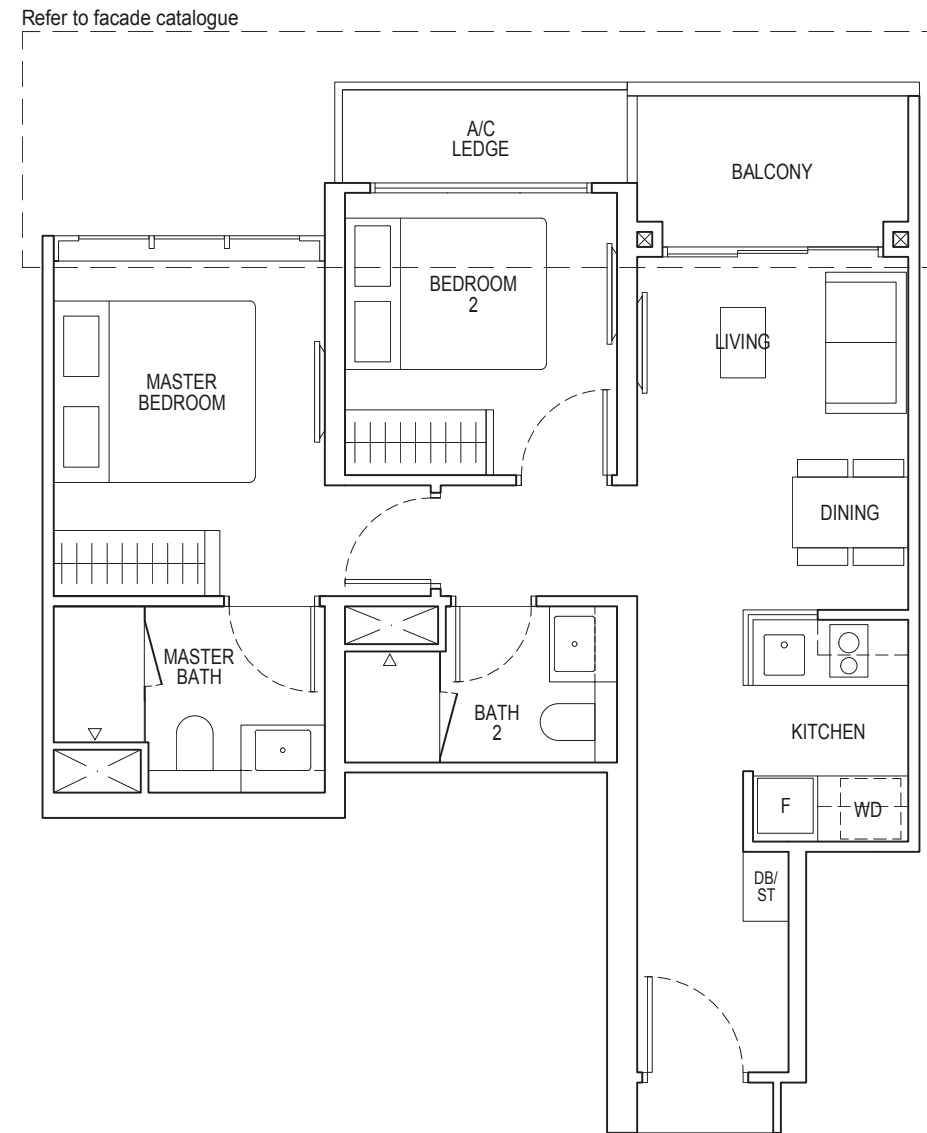 Refer to facade catalogue
A/C
LEDGE
BALCONY
BEDROOM
2
LIVING
MASTER
BEDROOM
DINING
MASTER
BATH
BATH
2
KITCHEN
F
WD
DB/
ST